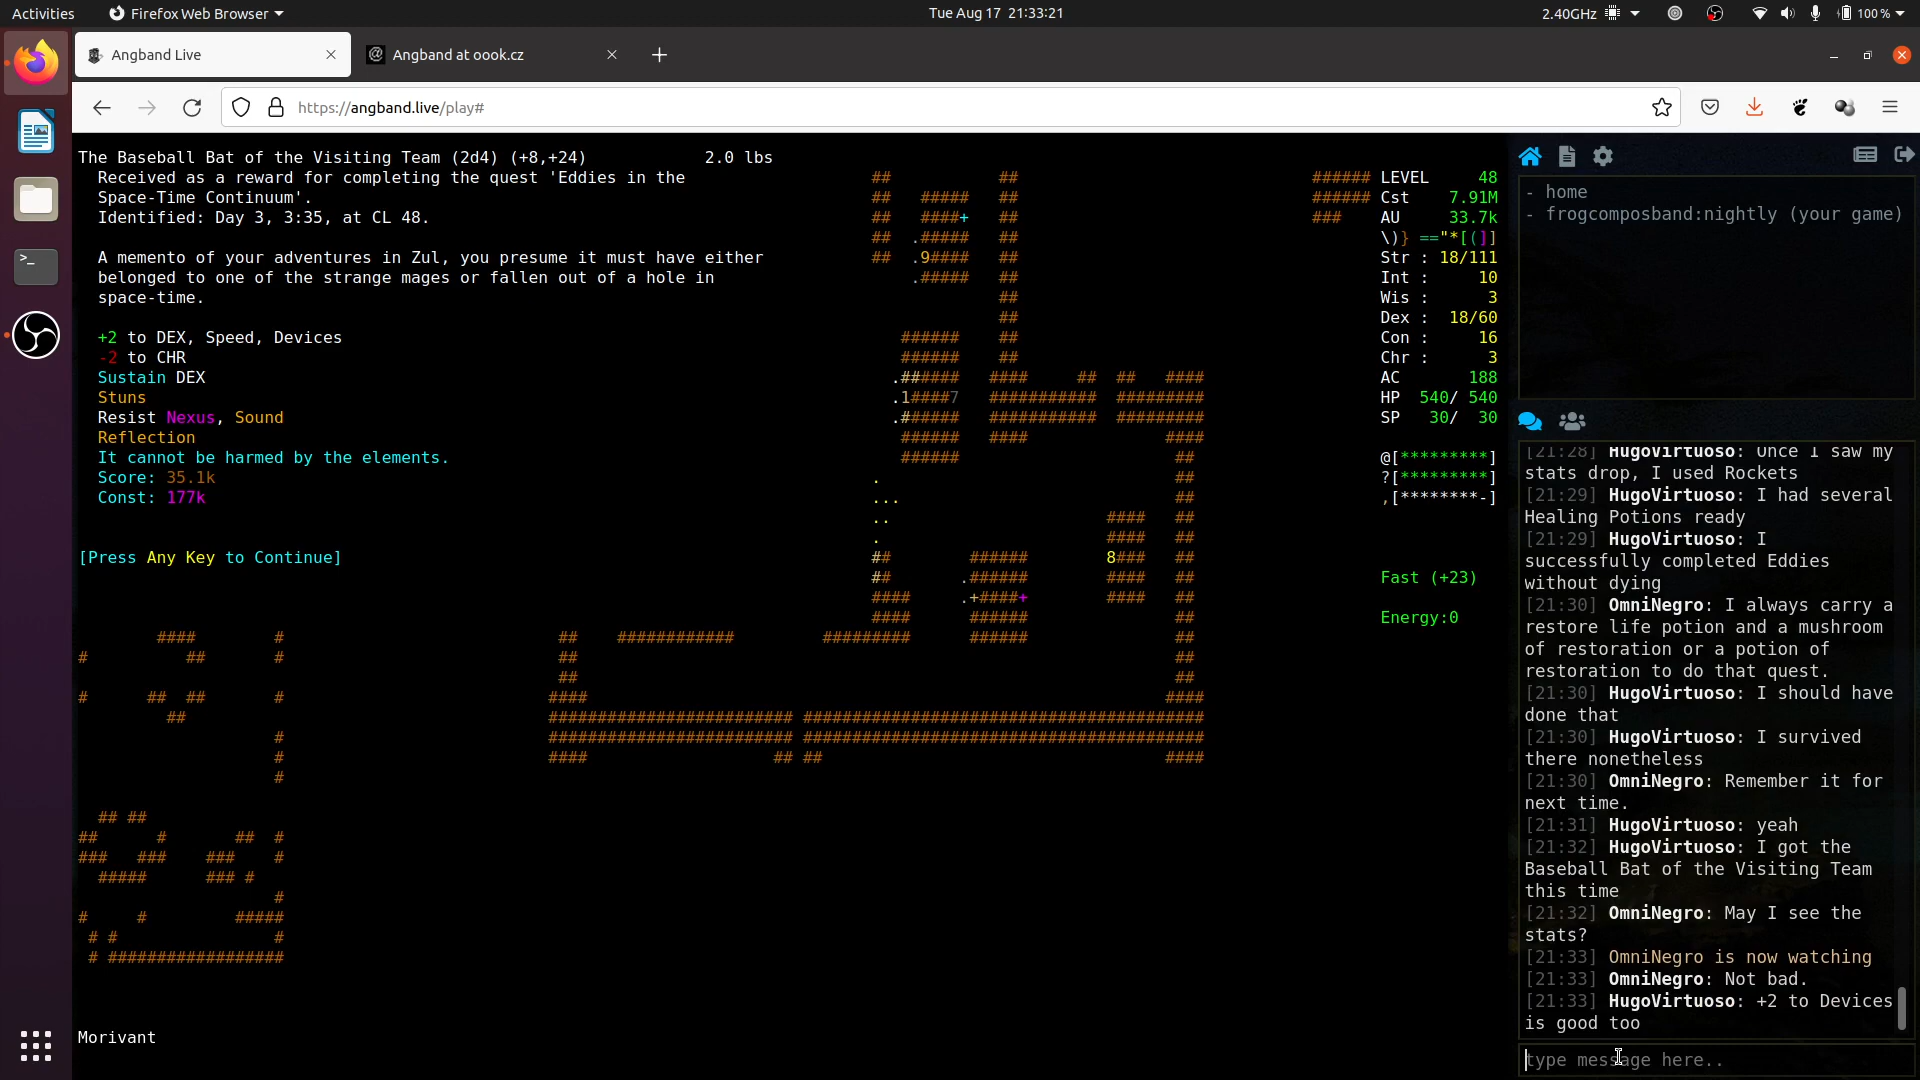 Activities
Firefox Web Browser
Tue Aug 17 21:33:21
2.40GHz
100 %
Angband Live
Angband at oook.cz
https://angband.live/play#
The Baseball Bat of the Visiting Team (2d4) (+8,+24) 2.0 lbs
Received as a reward for completing the quest 'Eddies in the
Space-Time Continuum'.
Identified: Day 3, 3:35, at CL 48.
A memento of your adventures in Zul, you presume it must have either
belonged to one of the strange mages or fallen out of a hole in
space-time.
+2 to DEX, Speed, Devices
-2 to CHR
Sustain DEX
Stuns
Resist Nexus, Sound
Reflection
It cannot be harmed by the elements.
Score: 35.1k
Const: 177k
[Press Any Key to Continue]
Morivant
LEVEL 48
Cst 7.91M
AU 33.7k
\)} =="*[(]]
Str : 18/111
Int : 10
Wis : 3
Dex : 18/60
Con : 16
Chr : 3
AC 188
HP 540/ 540
SP 30/ 30
@[*********]
?[*********]
,[********-]
Fast (+23)
Energy:0
- home
- frogcomposband:nightly (your game)
[21:28] HugoVirtuoso: Once I saw my
stats drop, I used Rockets
[21:29] HugoVirtuoso: I had several
Healing Potions ready
[21:29] HugoVirtuoso: I
successfully completed Eddies
without dying
[21:30] OmniNegro: I always carry a
restore life potion and a mushroom
of restoration or a potion of
restoration to do that quest.
[21:30] HugoVirtuoso: I should have
done that
[21:30] HugoVirtuoso: I survived
there nonetheless
[21:30] OmniNegro: Remember it for
next time.
[21:31] HugoVirtuoso: yeah
[21:32] HugoVirtuoso: I got the
Baseball Bat of the Visiting Team
this time
[21:32] OmniNegro: May I see the
stats?
[21:33] OmniNegro is now watching
[21:33] OmniNegro: Not bad.
[21:33] HugoVirtuoso: +2 to Devices
is good too
type message here..